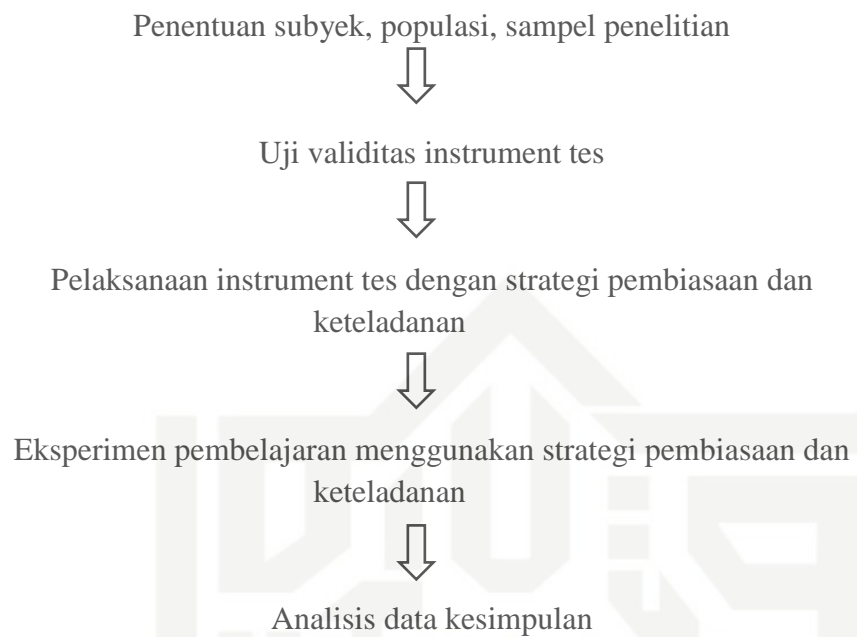 Penentuan subyek, populasi, sampel penelitian
Uji validitas instrument tes
Pelaksanaan instrument tes dengan strategi pembiasaan dan
keteladanan
Eksperimen pembelajaran menggunakan strategi pembiasaan dan
keteladanan
Analisis data kesimpulan